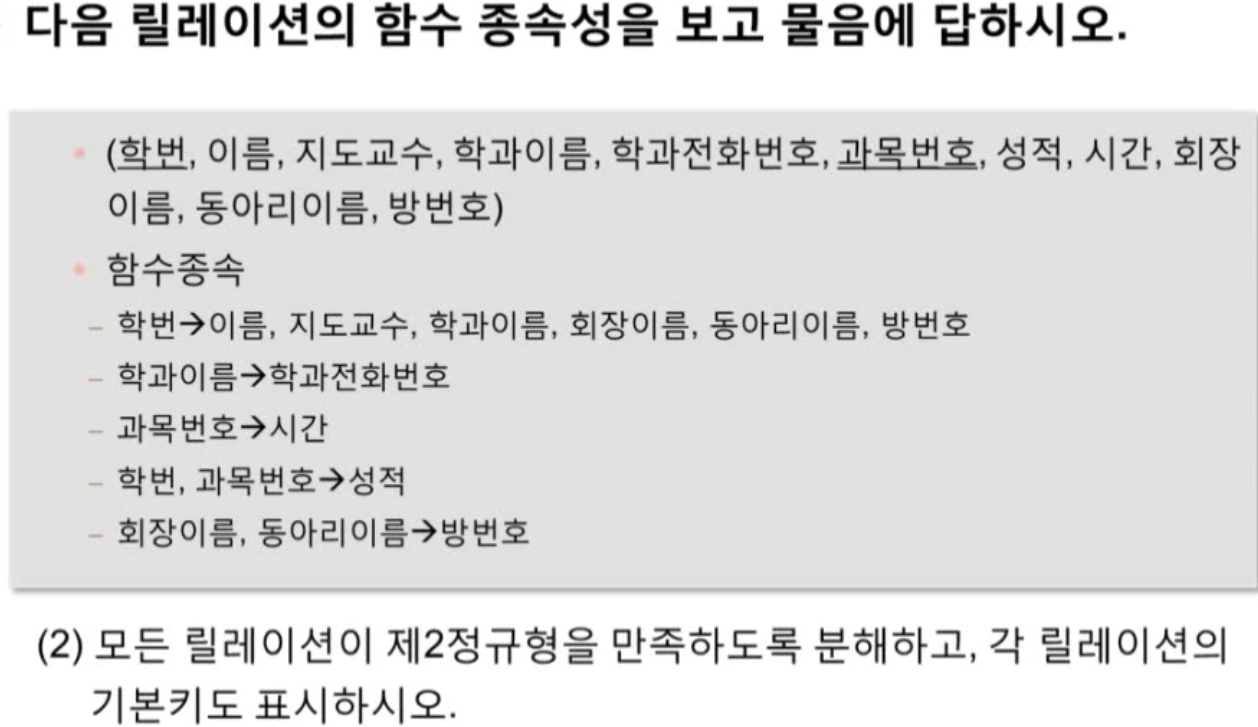 다음 릴레이션의 함수 종속성을 보고 물음에 답하시오.
• (학번, 이름, 지도교수, 학과이름, 학과전화번호, 과목번호, 성적, 시간, 회장
이름, 동아리이름, 방번호)
• 함수종속
– 학번→이름, 지도교수, 학과이름, 회장이름, 동아리이름, 방번호
– 학과이름→학과전화번호
– 과목번호→시간
– 학번, 과목번호→성적
– 회장이름, 동아리이름→방번호
(2) 모든 릴레이션이 제2정규형을 만족하도록 분해하고, 각 릴레이션의
기본키도 표시하시오.